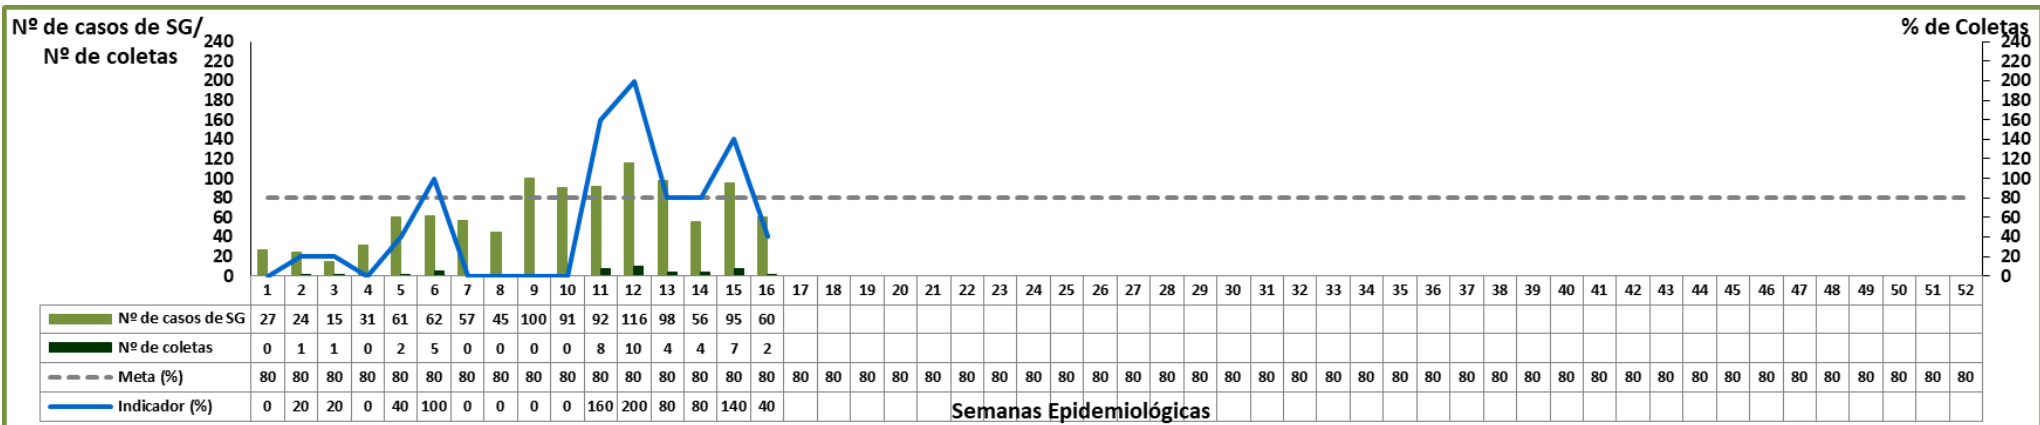 Nº de casos de SG/
Nº de coletas
% de Coletas
240 240
220 220
200 200
180 180
160 160
140 140
120 120
100 100
80 80
60 60
40 40
20 20
0 0
1 2 3 4 5 6 7 8 9 10 11 12 13 14 15 16 17 18 19 20 21 22 23 24 25 26 27 28 29 30 31 32 33 34 35 36 37 38 39 40 41 42 43 44 45 46 47 48 49 50 51 52
Nº de casos de SG 27 24 15 31 61 62 57 45 100 91 92 116 98 56 95 60
Nº de coletas 0 1 1 0 2 5 0 0 0 0 8 10 4 4 7 2
Meta (%) 80 80 80 80 80 80 80 80 80 80 80 80 80 80 80 80 80 80 80 80 80 80 80 80 80 80 80 80 80 80 80 80 80 80 80 80 80 80 80 80 80 80 80 80 80 80 80 80 80 80 80 80
Indicador (%) 0 20 20 0 40 100 0 0 0 0 160 200 80 80 140 40
Semanas Epidemiológicas